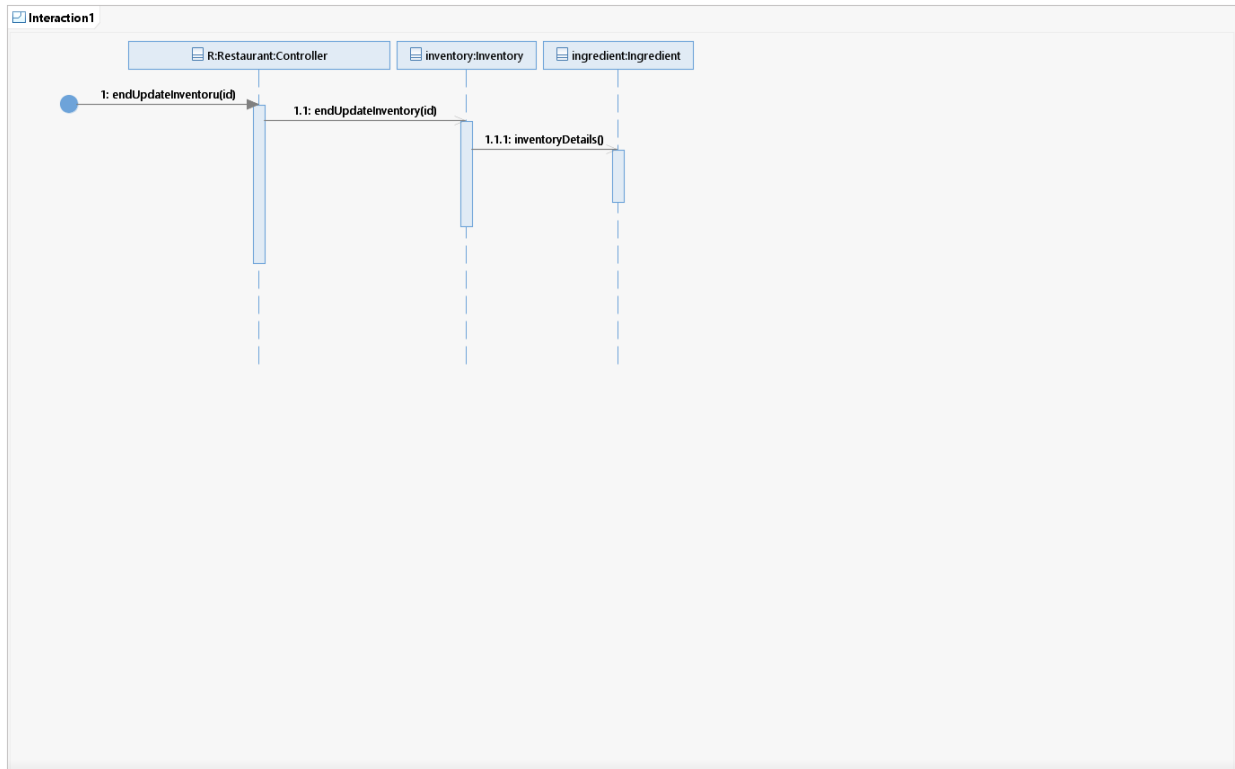 Interaction1
R:Restaurant:Controller
inventory:Inventory
ingredient:Ingredient
1: endUpdateInventoru(id)
1.1: endUpdateInventory(id)
1.1.1: inventoryDetails()